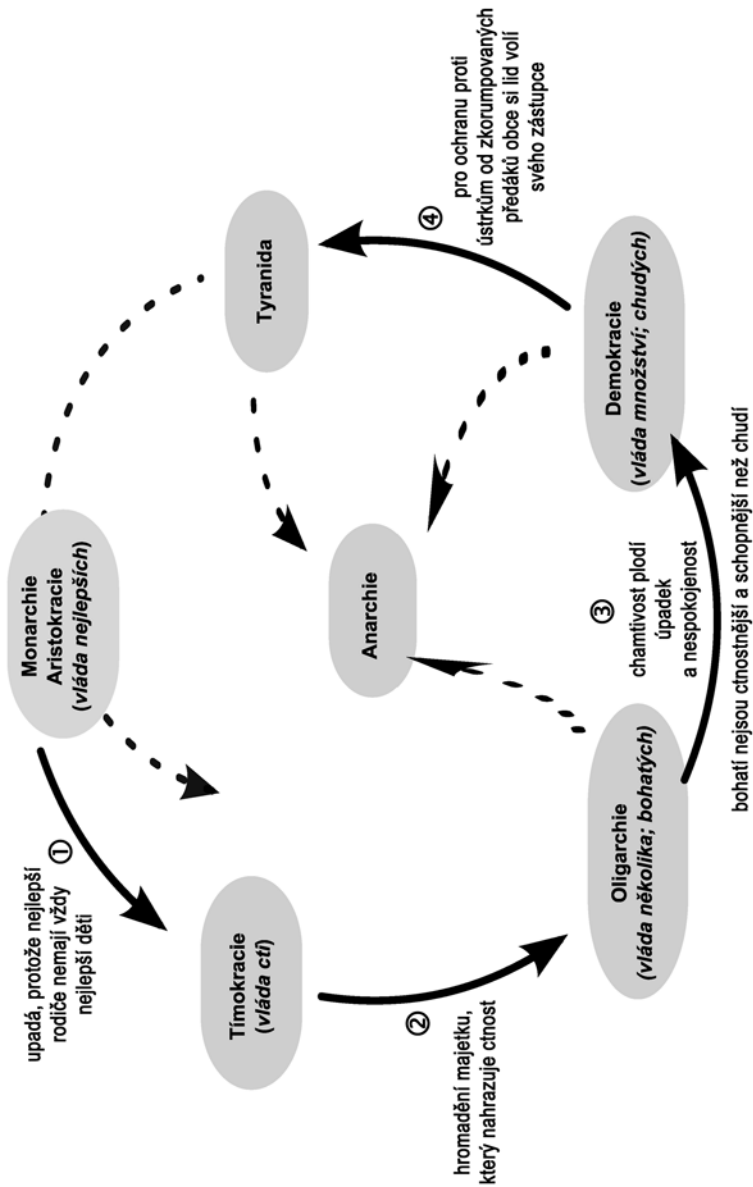 Monarchie
Aristokracie
(vláda nejlepších)
upadá, protože nejlepší
rodiče nemají vždy
nejlepší děti
①
Tímokracie
(vláda cti)
②
hromadění majetku,
který nahrazuje ctnost
Oligarchie
(vláda několika; bohatých)
③
chamtivost plodí
úpadek
a nespokojenost
bohatí nejsou ctnostnější a schopnější než chudí
Demokracie
(vláda množství; chudých)
④
pro ochranu proti
ústrkům od zkorumpovaných
předáků obce si lid volí
svého zástupce
Tyranida
Anarchie